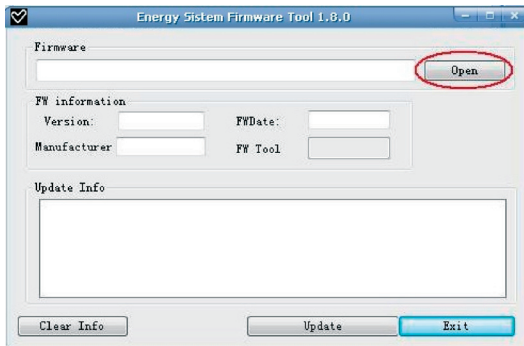 Energy Sistem Firmware Tool 1.8.0
Firmware
Open
FW information
Version:
FWDate:
Manufacturer
FW Tool
Update Info
Clear Info
Update
Exit